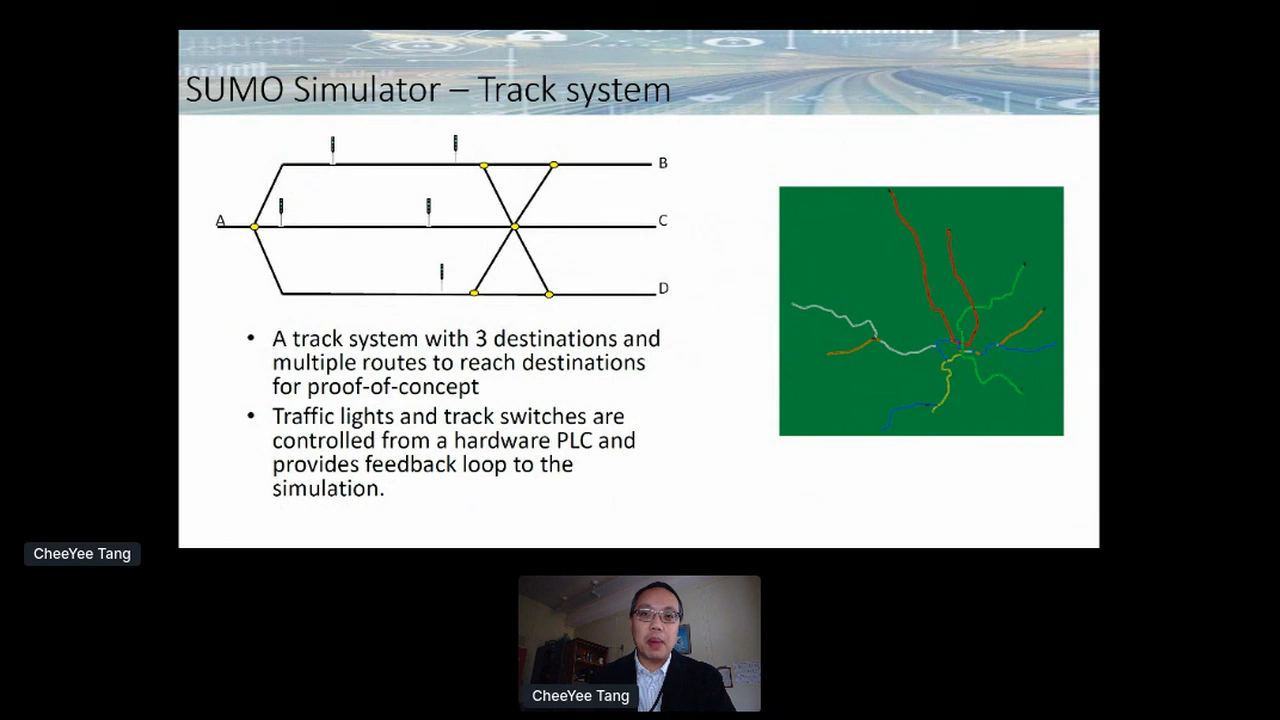 SUMO Simulator – Track system
B
A
C
D
• A track system with 3 destinations and
multiple routes to reach destinations
for proof-of-concept
• Traffic lights and track switches are
controlled from a hardware PLC and
provides feedback loop to the
simulation.
CheeYee Tang
CheeYee Tang